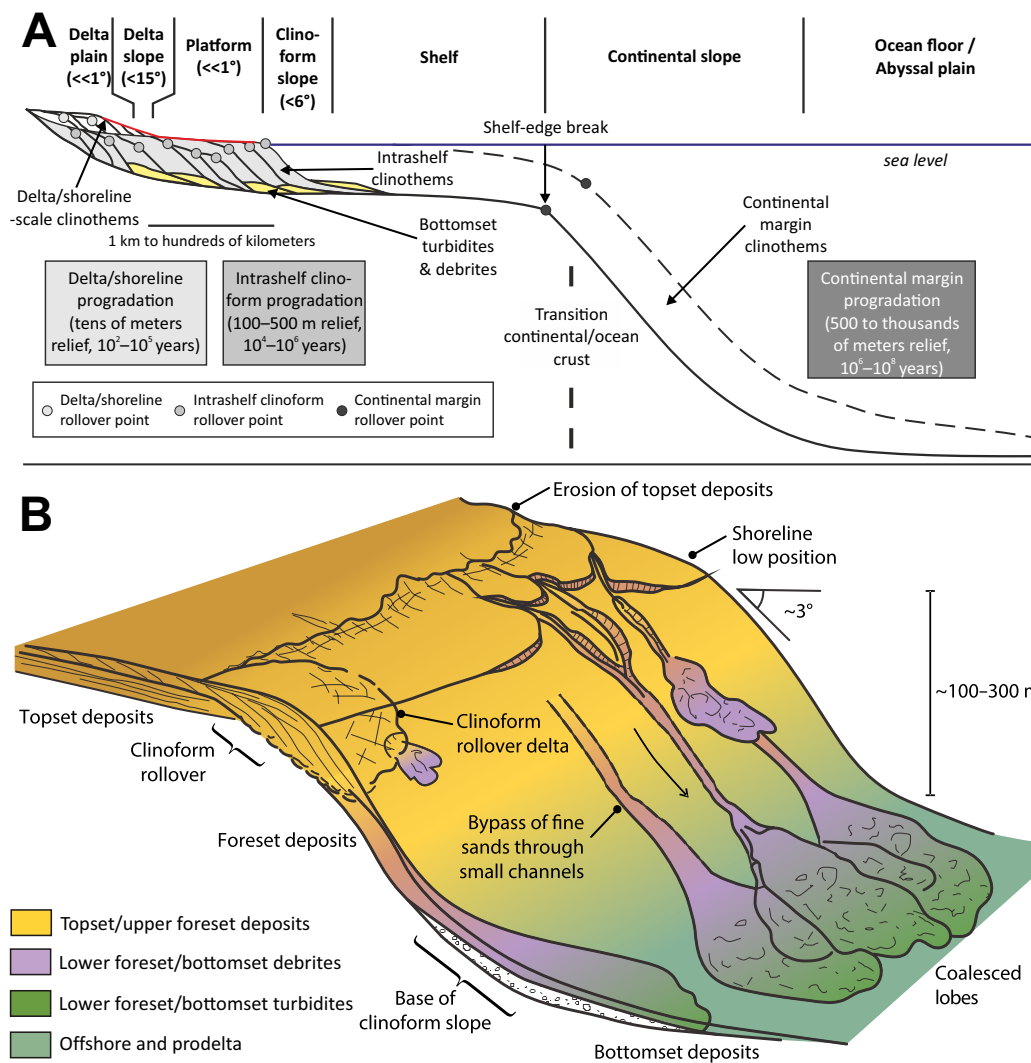 A
Delta
plain
(<<1°)
Delta
slope
(<15°)
Platform
(<<1°)
Clino-
form
slope
(<6°)
Shelf
Continental slope
Ocean floor /
Abyssal plain
Shelf-edge break
sea level
Intrashelf
clinothems
Delta/shoreline
-scale clinothems
Bottomset
turbidites
& debrites
Continental
margin
clinothems
1 km to hundreds of kilometers
Delta/shoreline
progradation
(tens of meters
relief, 10²–10⁵ years)
Intrashelf clino-
form progradation
(100–500 m relief,
10⁴–10⁶ years)
Transition
continental/ocean
crust
Continental margin
progradation
(500 to thousands
of meters relief,
10⁶–10⁸ years)
Delta/shoreline
rollover point
Intrashelf clinoform
rollover point
Continental margin
rollover point
B
Erosion of topset deposits
Shoreline
low position
~3°
~100–300 m
Topset deposits
Clinoform
rollover
Clinoform
rollover delta
Foreset deposits
Bypass of fine
sands through
small channels
Topset/upper foreset deposits
Lower foreset/bottomset debrites
Lower foreset/bottomset turbidites
Offshore and prodelta
Base of
clinoform slope
Coalesced
lobes
Bottomset deposits